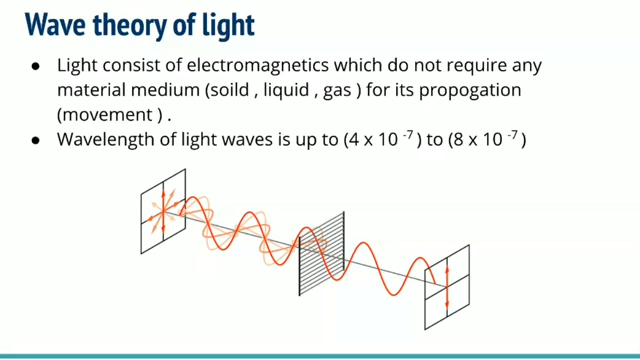 Wave theory of light
● Light consist of electromagnetics which do not require any
material medium (soild , liquid , gas ) for its propogation
(movement ) .
● Wavelength of light waves is up to (4 x 10 ⁻⁷ ) to (8 x 10 ⁻⁷ )